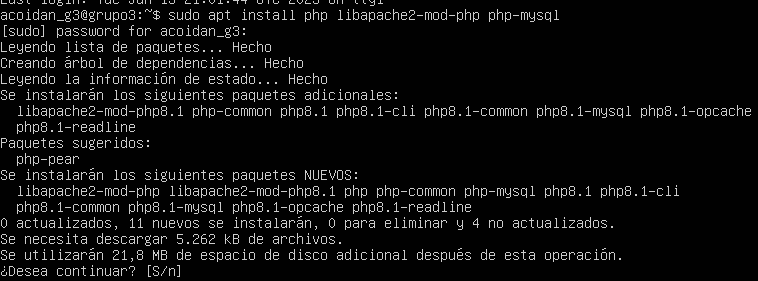 acoidan_g3@grupo3:~$ sudo apt install php libapache2-mod-php php-mysql
[sudo] password for acoidan_g3:
Leyendo lista de paquetes... Hecho
Creando árbol de dependencias... Hecho
Leyendo la información de estado... Hecho
Se instalarán los siguientes paquetes adicionales:
  libapache2-mod-php8.1 php-common php8.1 php8.1-cli php8.1-common php8.1-mysql php8.1-opcache
  php8.1-readline
Paquetes sugeridos:
  php-pear
Se instalarán los siguientes paquetes NUEVOS:
  libapache2-mod-php libapache2-mod-php8.1 php php-common php-mysql php8.1 php8.1-cli
  php8.1-common php8.1-mysql php8.1-opcache php8.1-readline
0 actualizados, 11 nuevos se instalarán, 0 para eliminar y 4 no actualizados.
Se necesita descargar 5.262 kB de archivos.
Se utilizarán 21,8 MB de espacio de disco adicional después de esta operación.
¿Desea continuar? [S/n]